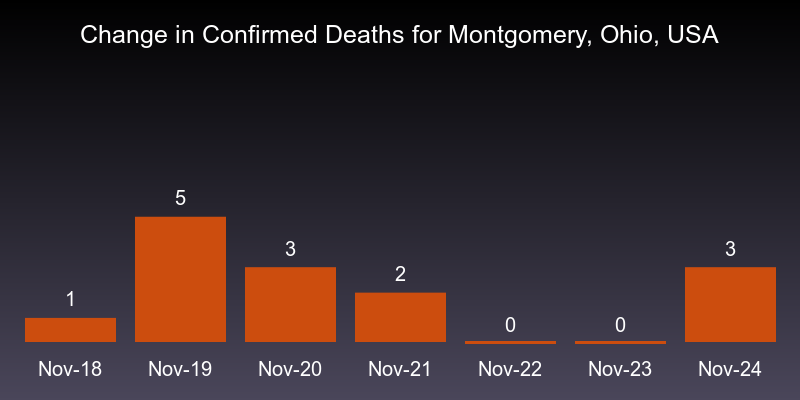 Change in Confirmed Deaths for Montgomery, Ohio, USA
1
5
3
2
0
0
3
Nov-18
Nov-19
Nov-20
Nov-21
Nov-22
Nov-23
Nov-24